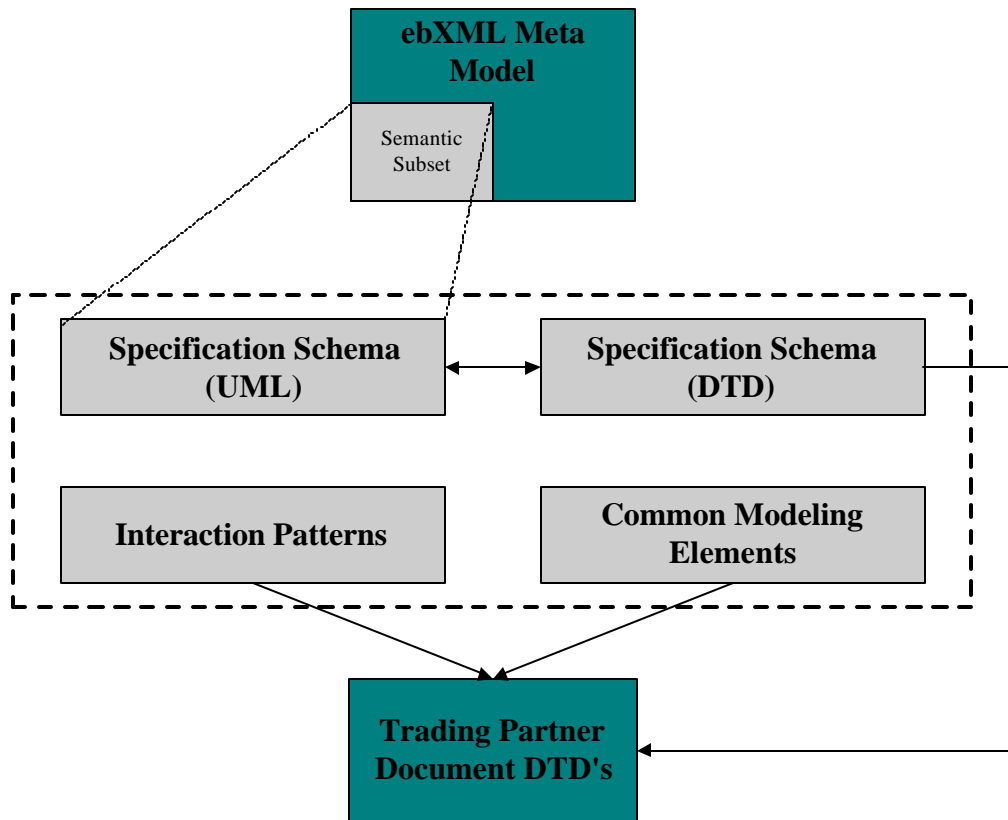 ebXML Meta
Model
Semantic
Subset
Specification Schema
(UML)
Specification Schema
(DTD)
Interaction Patterns
Common Modeling
Elements
Trading Partner
Document DTD's